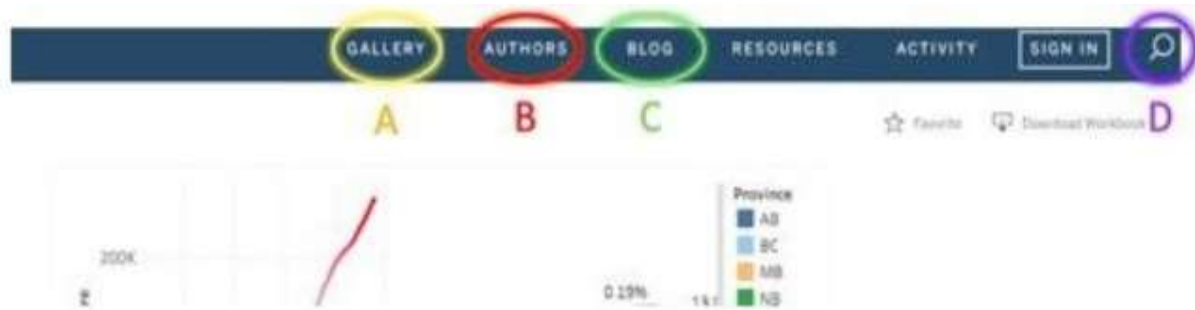 GALLERY AUTHORS BLOG RESOURCES ACTIVITY SIGN IN
A B C D
Favorite Download Workbook
Province
AB
BC
MB
NB
200K
0.19%